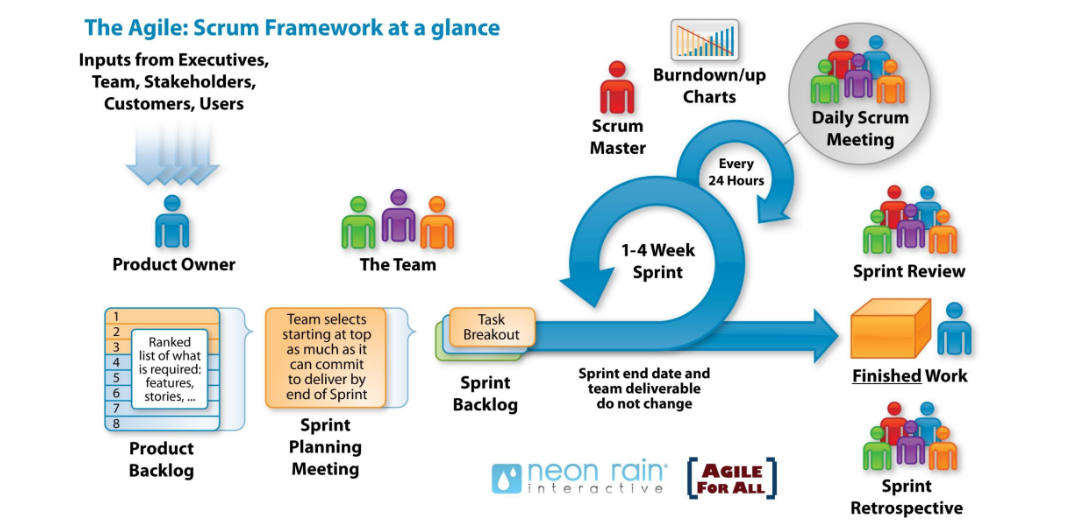 The Agile: Scrum Framework at a glance
Inputs from Executives,
Team, Stakeholders,
Customers, Users
Product Owner
The Team
Scrum
Master
Burndown/up
Charts
Daily Scrum
Meeting
Every
24 Hours
1-4 Week
Sprint
Sprint Review
1
2
3
4
5
6
7
8
Ranked
list of what
is required:
features,
stories, ...
Product
Backlog
Team selects
starting at top
as much as it
can commit
to deliver by
end of Sprint
Sprint
Planning
Meeting
Task
Breakout
Sprint
Backlog
Sprint end date and
team deliverable
do not change
Finished Work
Sprint
Retrospective
neon rain®
interactive
AGILE
FOR ALL